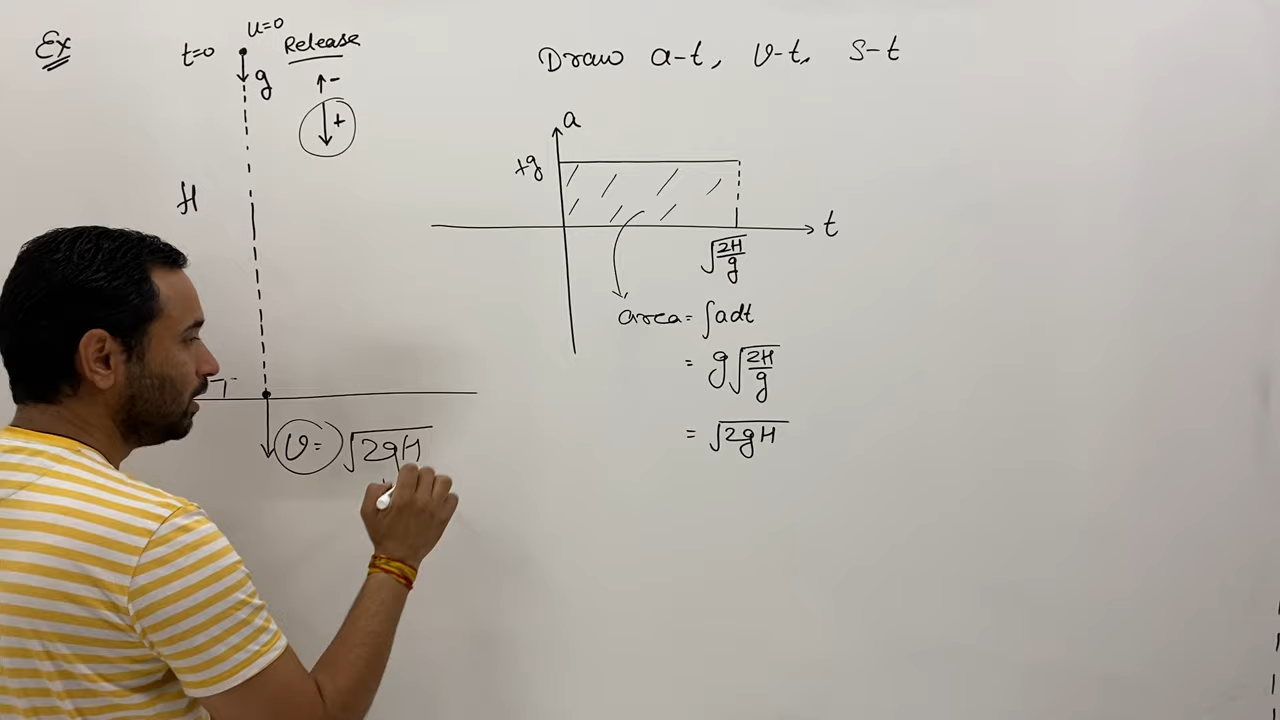 Ex
u=0
t=0
Release
g
↑-
↓+
H
v= √2gH
Draw a-t, v-t, s-t
a
+g
t
√2H/g
area= ∫adt
= g√2H/g
= √2gH